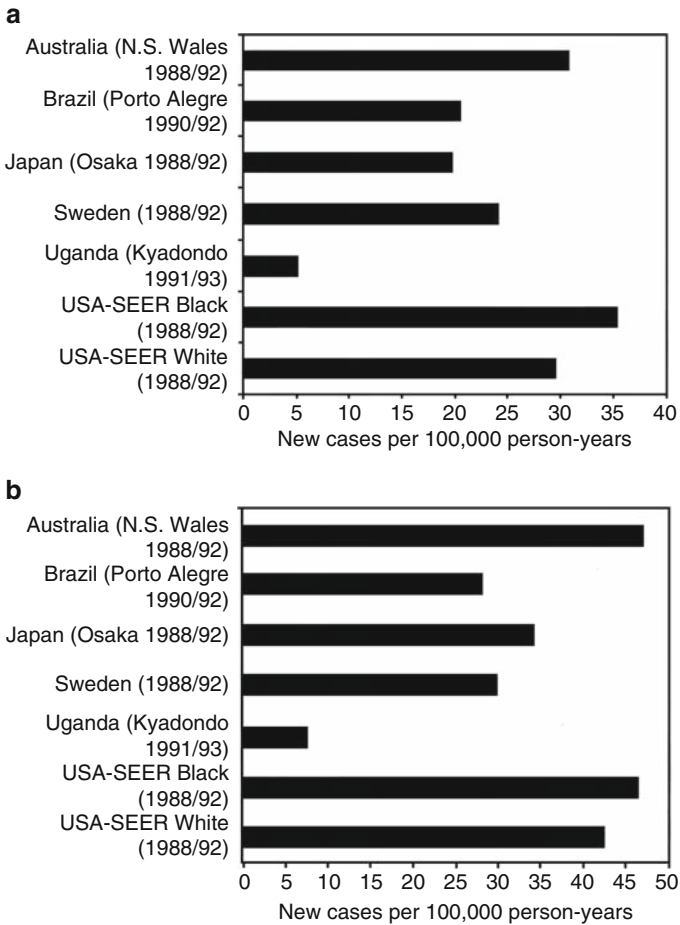 a
Australia (N.S. Wales
1988/92)
Brazil (Porto Alegre
1990/92)
Japan (Osaka 1988/92)
Sweden (1988/92)
Uganda (Kyadondo
1991/93)
USA-SEER Black
(1988/92)
USA-SEER White
(1988/92)
0 5 10 15 20 25 30 35 40
New cases per 100,000 person-years
b
Australia (N.S. Wales
1988/92)
Brazil (Porto Alegre
1990/92)
Japan (Osaka 1988/92)
Sweden (1988/92)
Uganda (Kyadondo
1991/93)
USA-SEER Black
(1988/92)
USA-SEER White
(1988/92)
0 5 10 15 20 25 30 35 40 45 50
New cases per 100,000 person-years